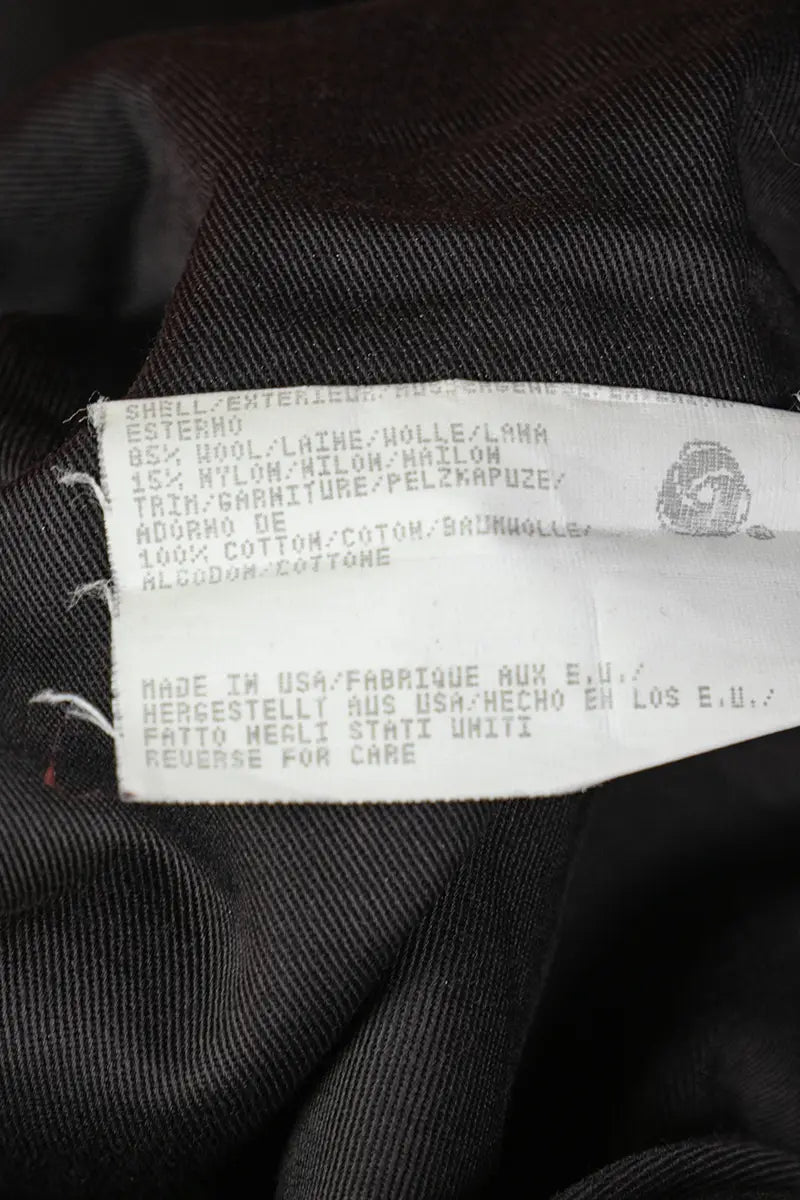 SHELL/EXTERIEUR/
ESTERNO
85% WOOL/LAINE/WOLLE/LANA
15% NYLON/NILON/NAILON
TRIM/GARNITURE/PELZKAPUZE/
ADORNO DE
100% COTTON/COTON/BAUMWOLLE/
ALGODON/COTTONE
MADE IN USA/FABRIQUE AUX E.U./
HERGESTELLT AUS USA/HECHO EN LOS E.U./
FATTO NEGLI STATI UNITI
REVERSE FOR CARE